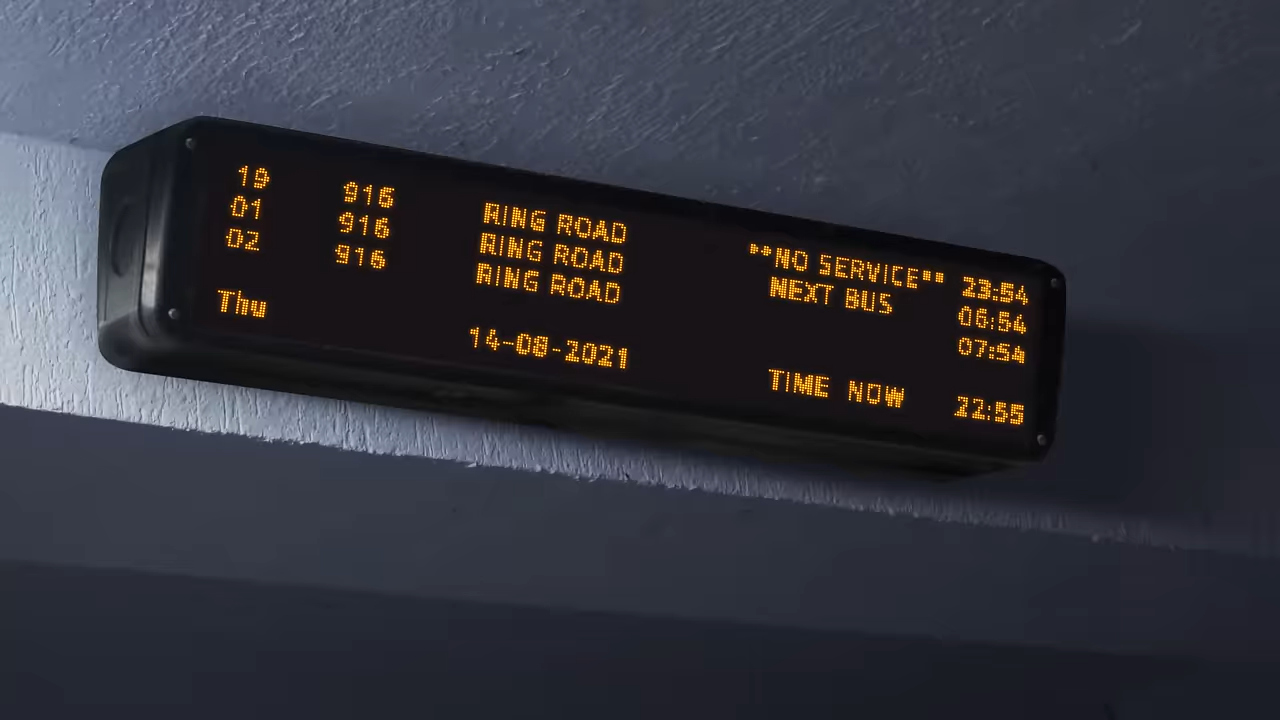 19 916 RING ROAD **NO SERVICE** 23:54
01 916 RING ROAD NEXT BUS 06:54
02 916 RING ROAD 07:54
Thu 14-08-2021 TIME NOW 22:55